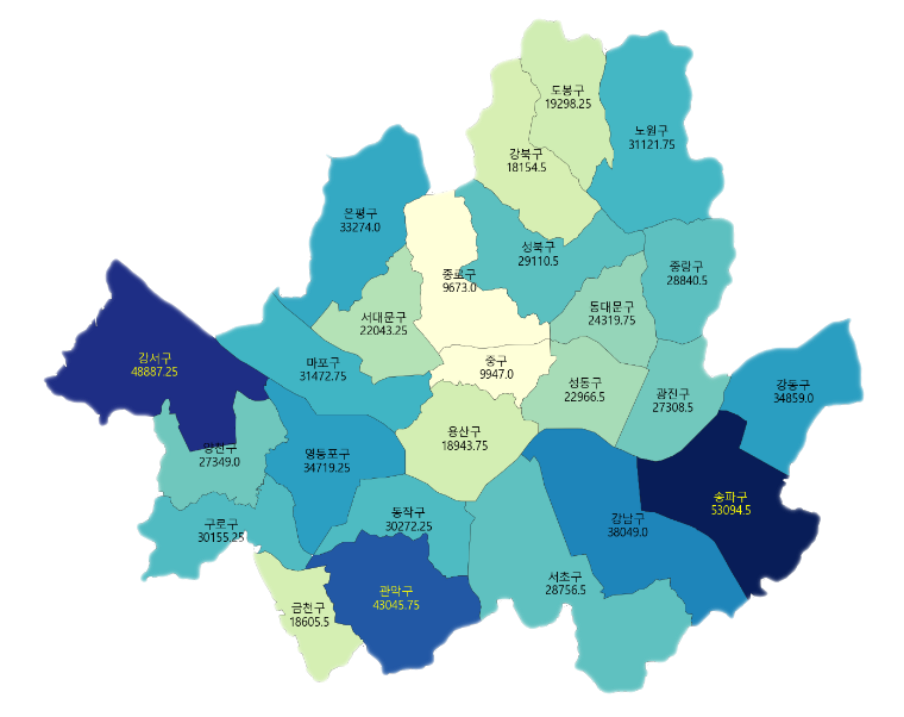 도봉구
19298.25
노원구
31121.75
강북구
18154.5
은평구
33274.0
성북구
29110.5
중랑구
28840.5
종로구
9673.0
서대문구
22043.25
동대문구
24319.75
강서구
48887.25
마포구
31472.75
중구
9947.0
성동구
22966.5
광진구
27308.5
강동구
34859.0
용산구
18943.75
양천구
27349.0
영등포구
34719.25
송파구
53094.5
동작구
30272.25
강남구
38049.0
구로구
30155.25
서초구
28756.5
관악구
43045.75
금천구
18605.5